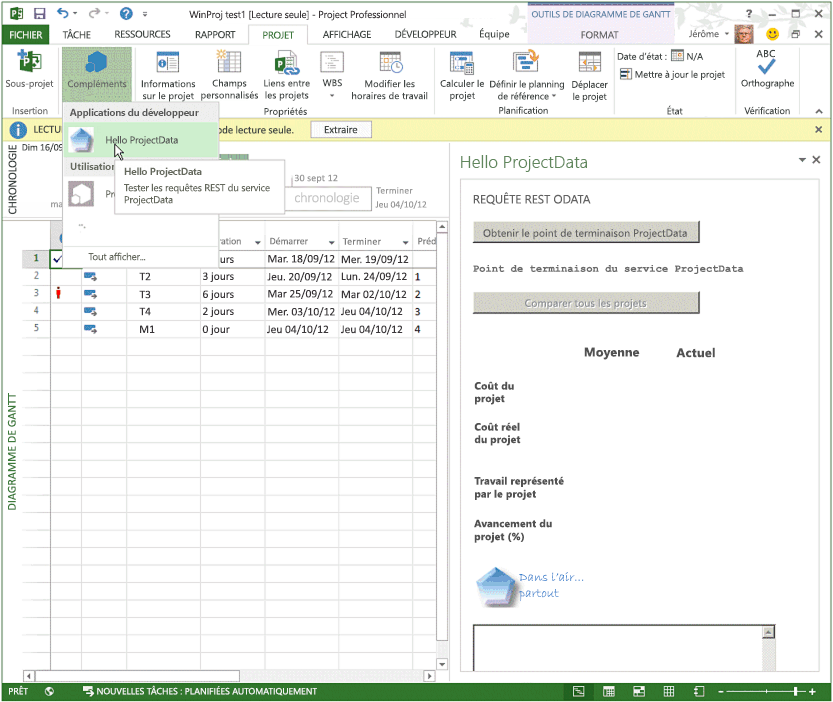 WinProj test1 [Lecture seule] - Project Professionnel
OUTILS DE DIAGRAMME DE GANTT
FICHIER TÂCHE RESSOURCES RAPPORT PROJET AFFICHAGE DÉVELOPPEUR Équipe FORMAT Jérôme
Sous-projet
Compléments
Informations sur le projet
Champs personnalisés
Liens entre les projets
WBS
Modifier les horaires de travail
Calculer le projet
Définir le planning de référence
Déplacer le projet
Date d'état : N/A
Mettre à jour le projet
ABC
Orthographe
Insertion Propriétés Planification État Vérification
Applications du développeur
Hello ProjectData
Hello ProjectData
Tester les requêtes REST du service ProjectData
Utilisation
Tout afficher...
LECTU
ode lecture seule.
Extraire
CHRONOLOGIE
Dim 16/09
30 sept 12
chronologie
Terminer
Jeu 04/10/12
ration Démarrer Terminer Préd
1 urs Mar. 18/09/12 Mer. 19/09/12
2 T2 3 jours Jeu. 20/09/12 Lun. 24/09/12 1
3 T3 6 jours Mar 25/09/12 Mar 02/10/12 2
4 T4 2 jours Mer. 03/10/12 Jeu 04/10/12 3
5 M1 0 jour Jeu 04/10/12 Jeu 04/10/12 4
DIAGRAMME DE GANTT
Hello ProjectData
REQUÊTE REST ODATA
Obtenir le point de terminaison ProjectData
Point de terminaison du service ProjectData
Comparer tous les projets
Moyenne Actuel
Coût du projet
Coût réel du projet
Travail représenté par le projet
Avancement du projet (%)
Dans l'air...
partout
PRÊT NOUVELLES TÂCHES : PLANIFIÉES AUTOMATIQUEMENT